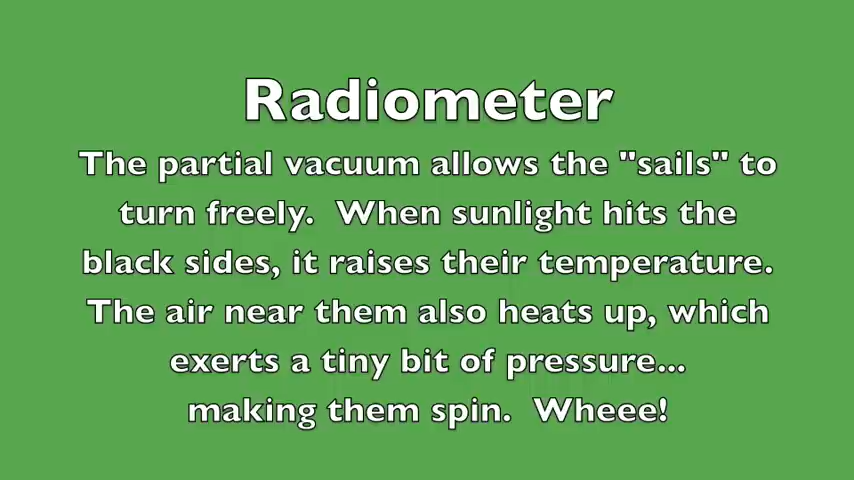 Radiometer
The partial vacuum allows the "sails" to
turn freely.  When sunlight hits the
black sides, it raises their temperature.
The air near them also heats up, which
exerts a tiny bit of pressure...
making them spin.  Wheee!